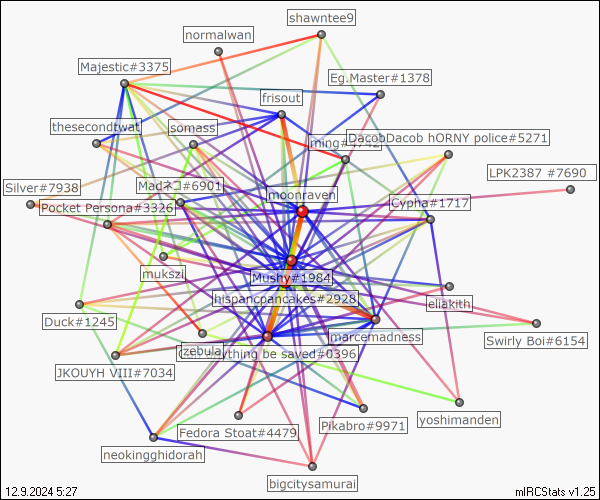 shawntee9
normalwan
Majestic#3375
Eg.Master#1378
frisout
thesecondtwat
somass
DacobDacob hORNY police#5271
LPK2387 #7690
Silver#7938
Madネコ#6901
moonraven
Pocket Persona#3326
Cypha#1717
mukszi
Mushy#1984
hispancpancakes#2928
eliakith
Duck#1245
marcemadness
Swirly Boi#6154
zebula
anything be saved#0396
JKOUYH VIII#7034
yoshimanden
Pikabro#9971
Fedora Stoat#4479
neokingghidorah
bigcitysamurai
12.9.2024 5:27
mIRCStats v1.25